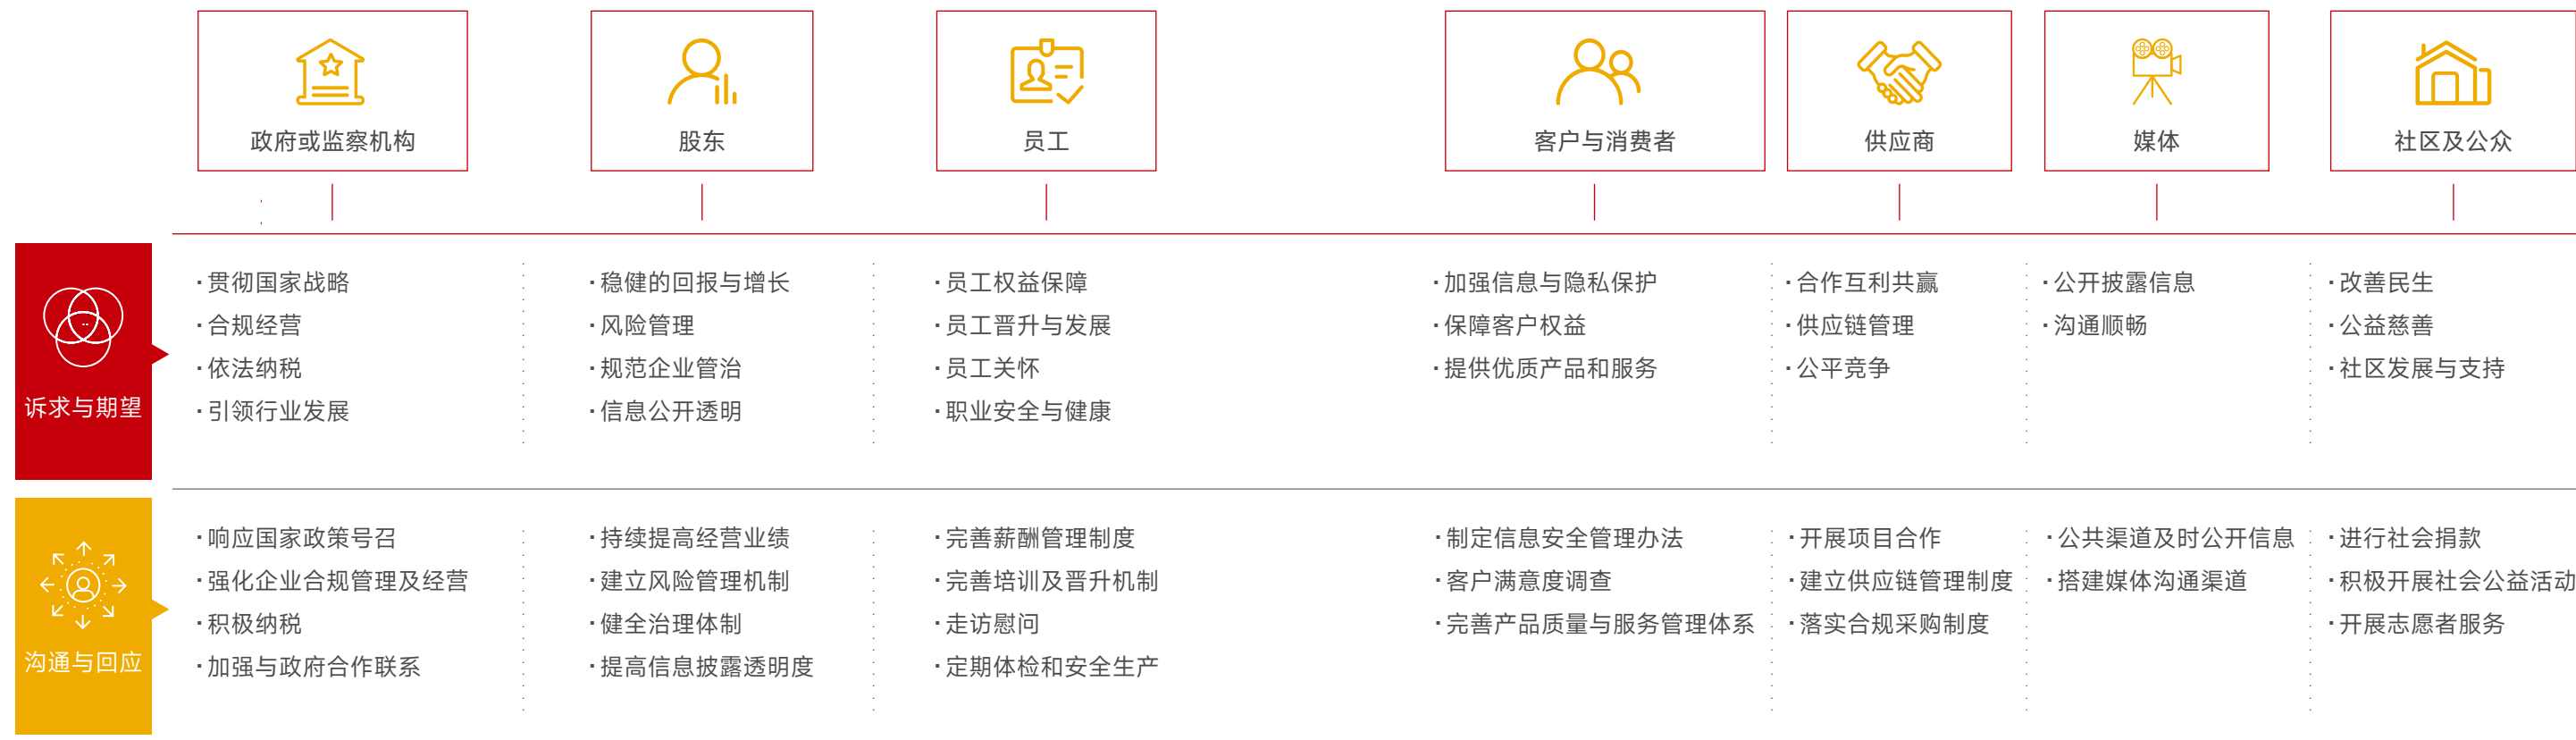 政府或监察机构
股东
员工
客户与消费者
供应商
媒体
社区及公众
诉求与期望
·贯彻国家战略
·合规经营
·依法纳税
·引领行业发展
·稳健的回报与增长
·风险管理
·规范企业管治
·信息公开透明
·员工权益保障
·员工晋升与发展
·员工关怀
·职业安全与健康
·加强信息与隐私保护
·保障客户权益
·提供优质产品和服务
·合作互利共赢
·供应链管理
·公平竞争
·公开披露信息
·沟通顺畅
·改善民生
·公益慈善
·社区发展与支持
沟通与回应
·响应国家政策号召
·强化企业合规管理及经营
·积极纳税
·加强与政府合作联系
·持续提高经营业绩
·建立风险管理机制
·健全治理体制
·提高信息披露透明度
·完善薪酬管理制度
·完善培训及晋升机制
·走访慰问
·定期体检和安全生产
·制定信息安全管理办法
·客户满意度调查
·完善产品质量与服务管理体系
·开展项目合作
·建立供应链管理制度
·落实合规采购制度
·公共渠道及时公开信息
·搭建媒体沟通渠道
·进行社会捐款
·积极开展社会公益活动
·开展志愿者服务